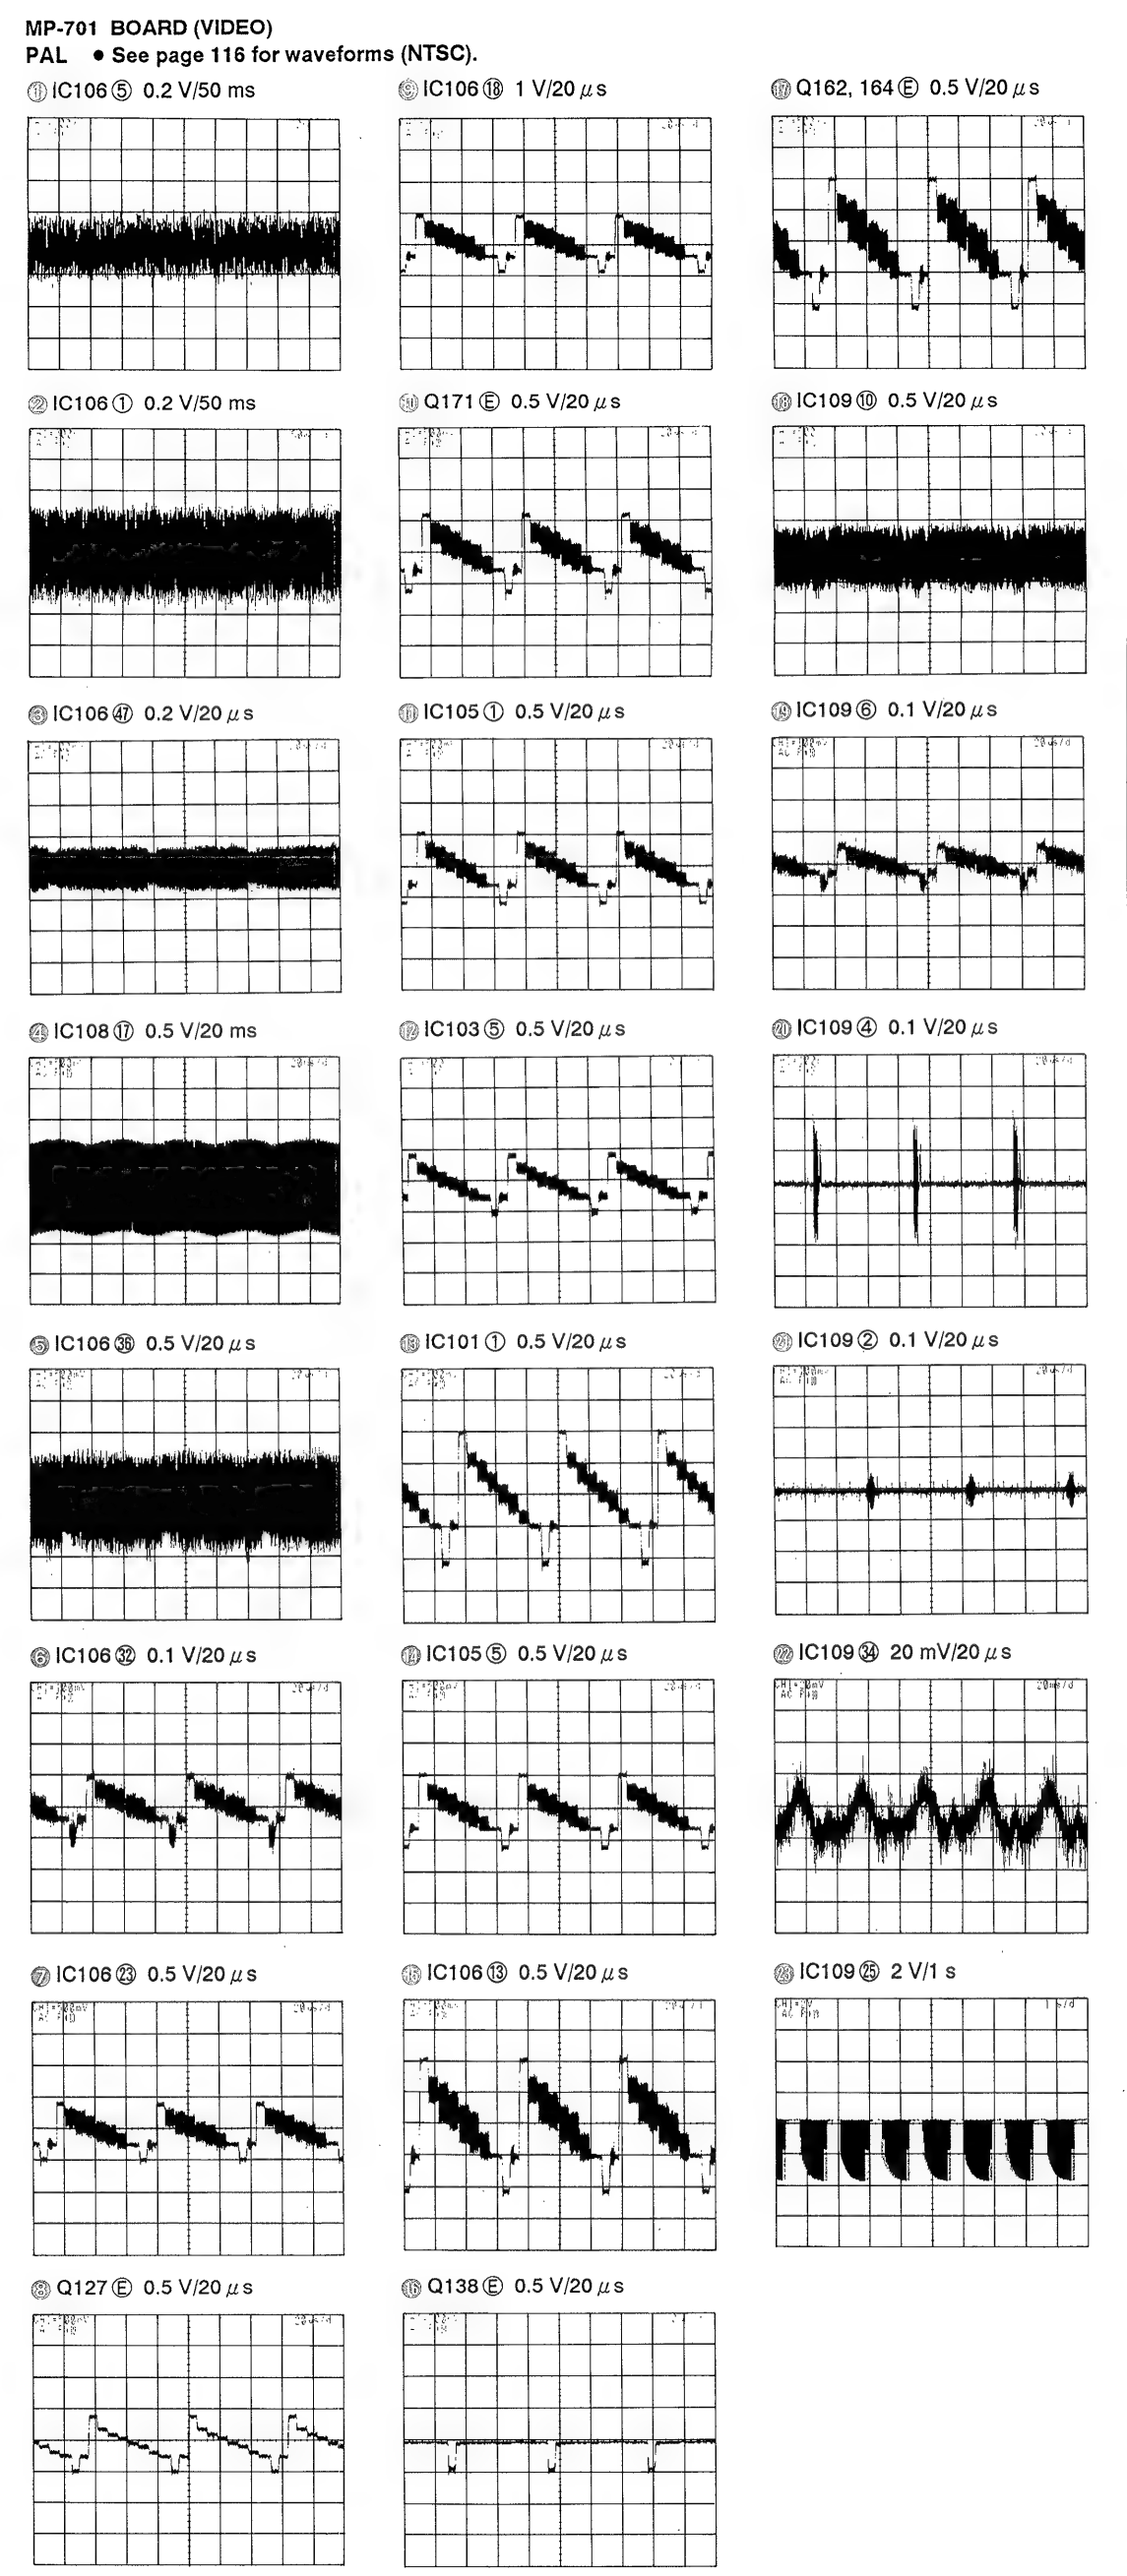 MP-701 BOARD (VIDEO)
PAL ● See page 116 for waveforms (NTSC).
① IC106 ⑤ 0.2 V/50 ms
② IC106 ① 0.2 V/50 ms
③ IC106 ㊼ 0.2 V/20 μs
④ IC108 ⑰ 0.5 V/20 ms
⑤ IC106 ㊱ 0.5 V/20 μs
⑥ IC106 ㉜ 0.1 V/20 μs
⑦ IC106 ㉓ 0.5 V/20 μs
⑧ Q127 Ⓔ 0.5 V/20 μs
⑨ IC106 ⑱ 1 V/20 μs
⑩ Q171 Ⓔ 0.5 V/20 μs
⑪ IC105 ① 0.5 V/20 μs
⑫ IC103 ⑤ 0.5 V/20 μs
⑬ IC101 ① 0.5 V/20 μs
⑭ IC105 ⑤ 0.5 V/20 μs
⑮ IC106 ⑬ 0.5 V/20 μs
⑯ Q138 Ⓔ 0.5 V/20 μs
⑰ Q162, 164 Ⓔ 0.5 V/20 μs
⑱ IC109 ⑩ 0.5 V/20 μs
⑲ IC109 ⑥ 0.1 V/20 μs
⑳ IC109 ④ 0.1 V/20 μs
㉑ IC109 ② 0.1 V/20 μs
㉒ IC109 ㉞ 20 mV/20 μs
㉓ IC109 ㉕ 2 V/1 s